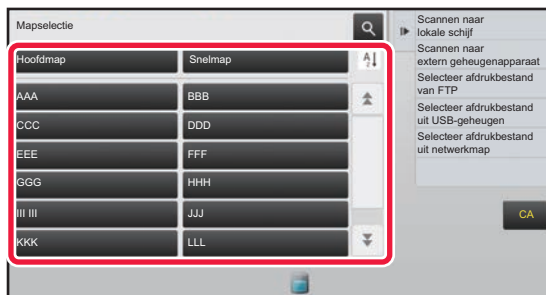 Mapselectie
Hoofdmap
Snelmap
AAA
BBB
CCC
DDD
EEE
FFF
GGG
HHH
III III
JJJ
KKK
LLL
Scannen naar
lokale schijf
Scannen naar
extern geheugenapparaat
Selecteer afdrukbestand
van FTP
Selecteer afdrukbestand
uit USB-geheugen
Selecteer afdrukbestand
uit netwerkmap
CA